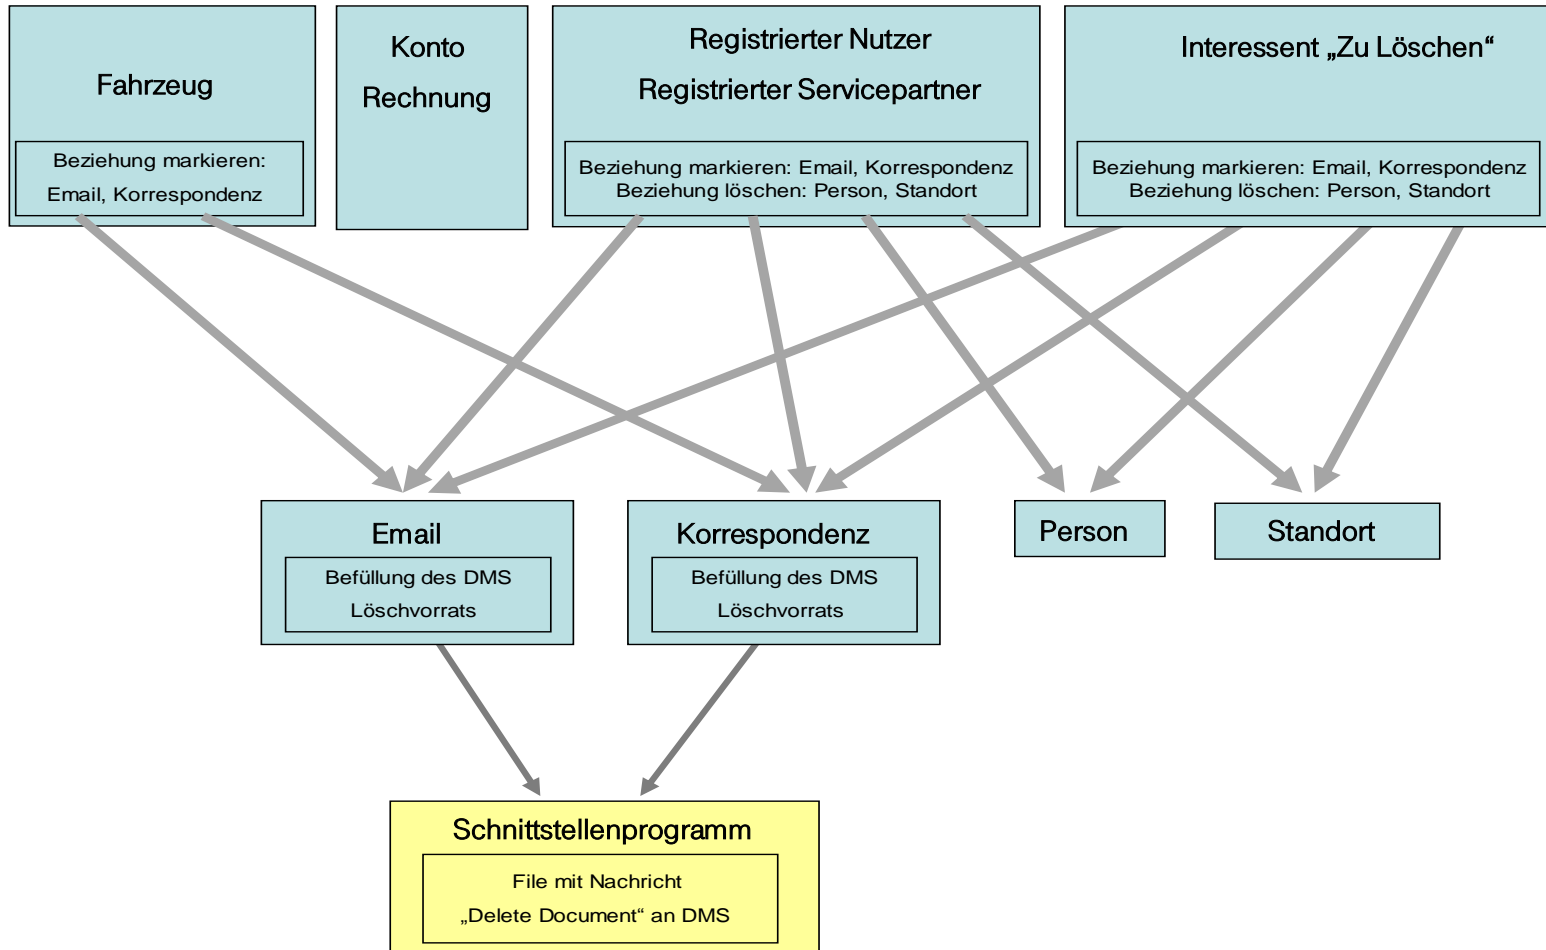 Fahrzeug
Beziehung markieren:
Email, Korrespondenz
Konto
Rechnung
Registrierter Nutzer
Registrierter Servicepartner
Beziehung markieren: Email, Korrespondenz
Beziehung löschen: Person, Standort
Interessent „Zu Löschen“
Beziehung markieren: Email, Korrespondenz
Beziehung löschen: Person, Standort
Email
Befüllung des DMS
Löschvorrats
Korrespondenz
Befüllung des DMS
Löschvorrats
Person
Standort
Schnittstellenprogramm
File mit Nachricht
„Delete Document“ an DMS